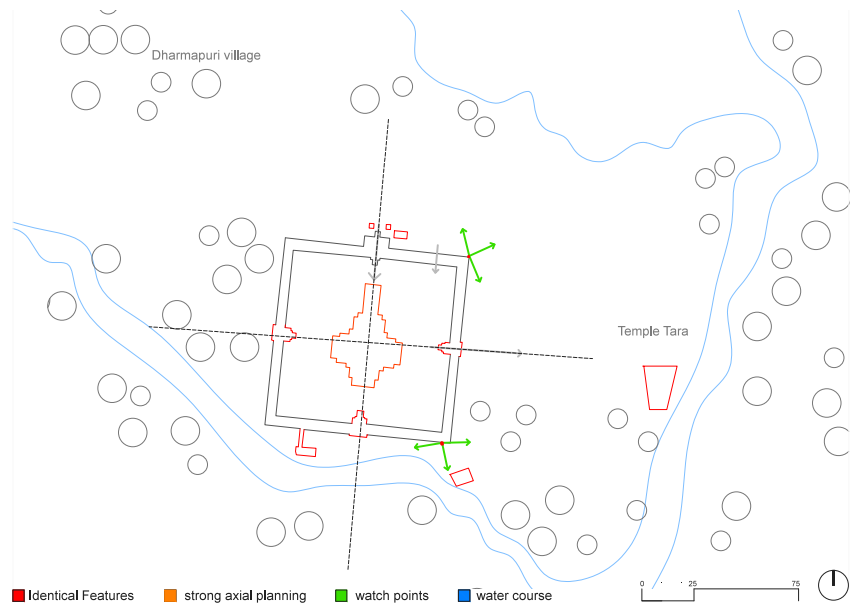 Dharmapuri village
Temple Tara
0 25 75
Identical Features strong axial planning watch points water course